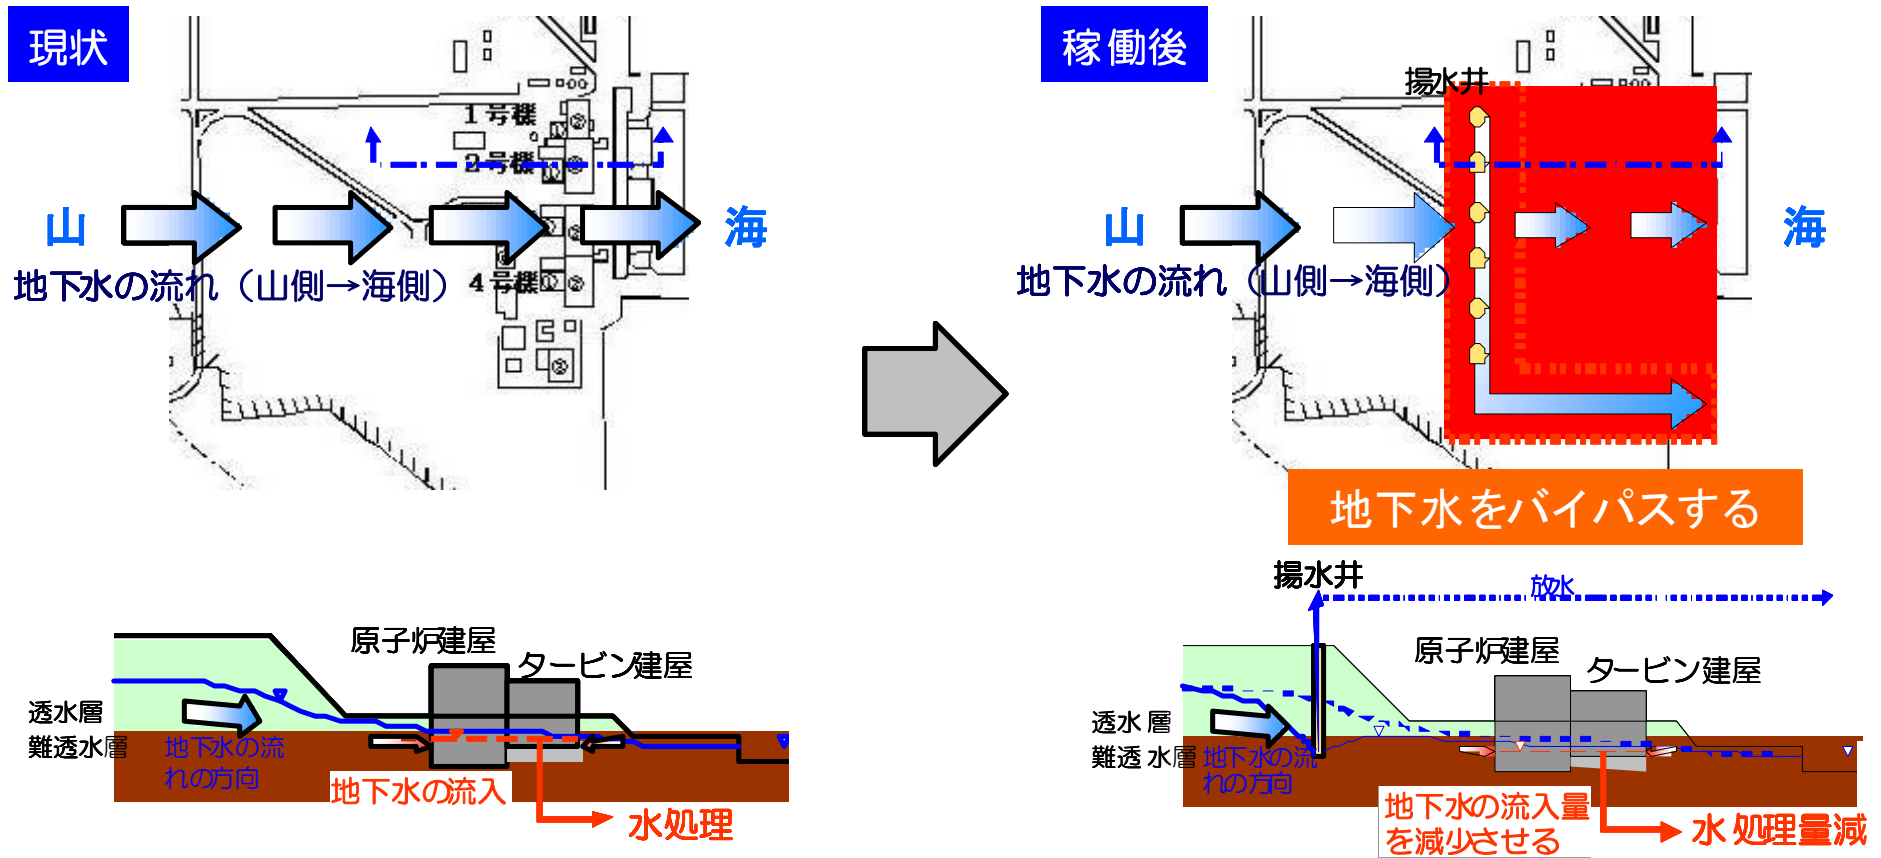 現状
1号機
2号機
山
海
地下水の流れ（山側→海側）
4号機
原子炉建屋
タービン建屋
透水層
難透水層
地下水の流
れの方向
地下水の流入
水処理
稼働後
揚水井
山
海
地下水の流れ（山側→海側）
地下水をバイパスする
揚水井
放水
原子炉建屋
タービン建屋
透水層
難透水層
地下水の流
れの方向
地下水の流入量
を減少させる
水処理量減